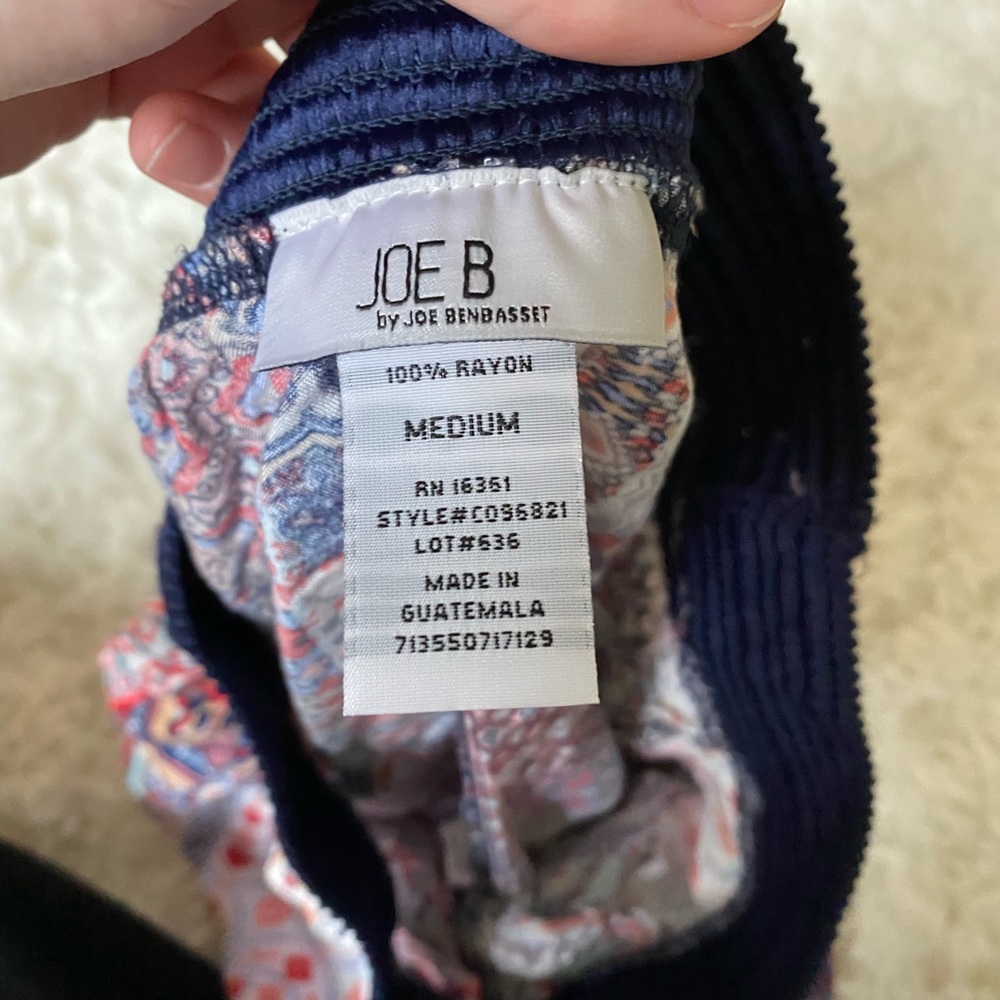 JOE B
by JOE BENBASSET
100% RAYON
MEDIUM
RN 16361
STYLE#C096821
LOT#636
MADE IN
GUATEMALA
713550717129